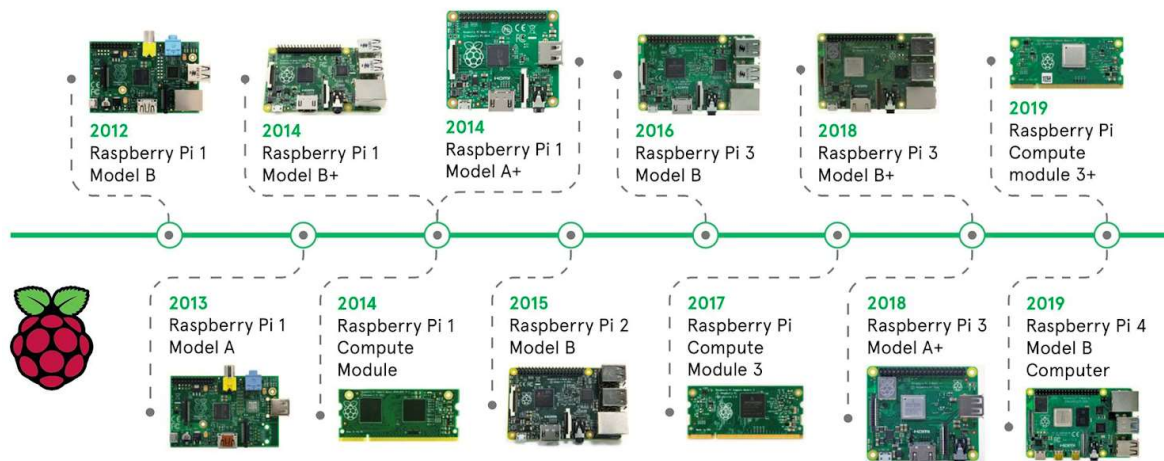 2012
Raspberry Pi 1
Model B
2014
Raspberry Pi 1
Model B+
2014
Raspberry Pi 1
Model A+
2016
Raspberry Pi 3
Model B
2018
Raspberry Pi 3
Model B+
2019
Raspberry Pi
Compute
module 3+
2013
Raspberry Pi 1
Model A
2014
Raspberry Pi 1
Compute
Module
2015
Raspberry Pi 2
Model B
2017
Raspberry Pi
Compute
Module 3
2018
Raspberry Pi 3
Model A+
2019
Raspberry Pi 4
Model B
Computer